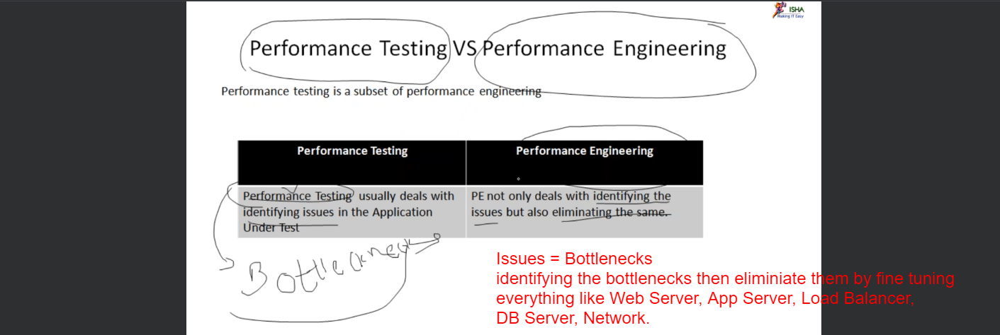 ISHA
Making IT Easy
Performance Testing VS Performance Engineering
Performance testing is a subset of performance engineering
Performance Testing
Performance Engineering
Performance Testing usually deals with
identifying issues in the Application
Under Test
PE not only deals with identifying the
issues but also eliminating the same.
Bottleneck
Issues = Bottlenecks
identifying the bottlenecks then eliminiate them by fine tuning
everything like Web Server, App Server, Load Balancer,
DB Server, Network.